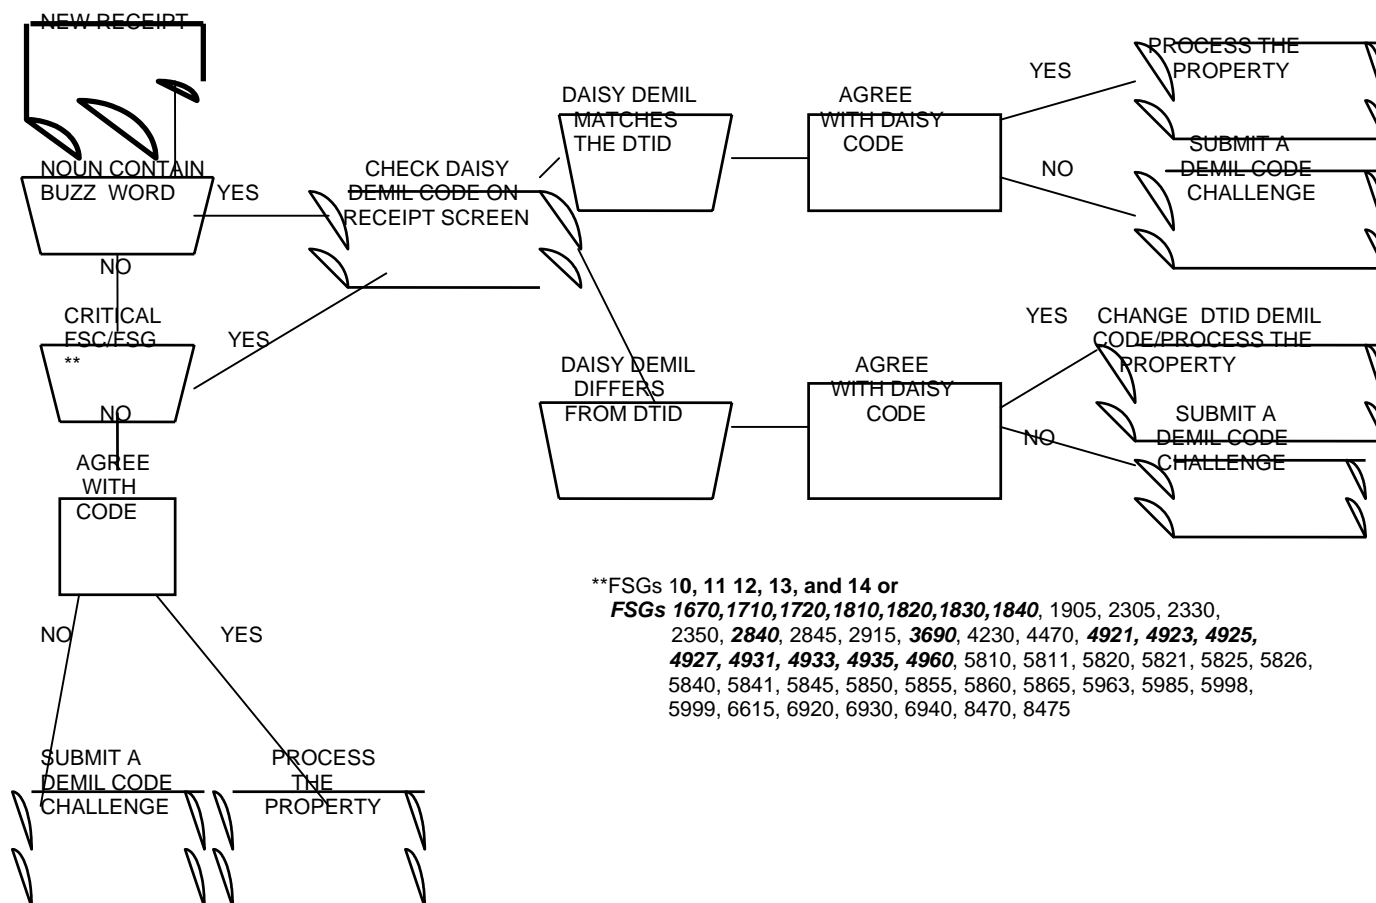 NEW RECEIPT
NOUN CONTAIN
BUZZ WORD
YES
NO
CRITICAL
FSC/FSG
**
YES
NO
AGREE
WITH
CODE
NO
YES
SUBMIT A
DEMIL CODE
CHALLENGE
PROCESS
THE
PROPERTY
CHECK DAISY
DEMIL CODE ON
RECEIPT SCREEN
DAISY DEMIL
MATCHES
THE DTID
AGREE
WITH DAISY
CODE
YES
PROCESS THE
PROPERTY
NO
SUBMIT A
DEMIL CODE
CHALLENGE
DAISY DEMIL
DIFFERS
FROM DTID
AGREE
WITH DAISY
CODE
YES
CHANGE DTID DEMIL
CODE/PROCESS THE
PROPERTY
NO
SUBMIT A
DEMIL CODE
CHALLENGE
**FSGs 10, 11 12, 13, and 14 or
FSGs 1670,1710,1720,1810,1820,1830,1840, 1905, 2305, 2330,
2350, 2840, 2845, 2915, 3690, 4230, 4470, 4921, 4923, 4925,
4927, 4931, 4933, 4935, 4960, 5810, 5811, 5820, 5821, 5825, 5826,
5840, 5841, 5845, 5850, 5855, 5860, 5865, 5963, 5985, 5998,
5999, 6615, 6920, 6930, 6940, 8470, 8475